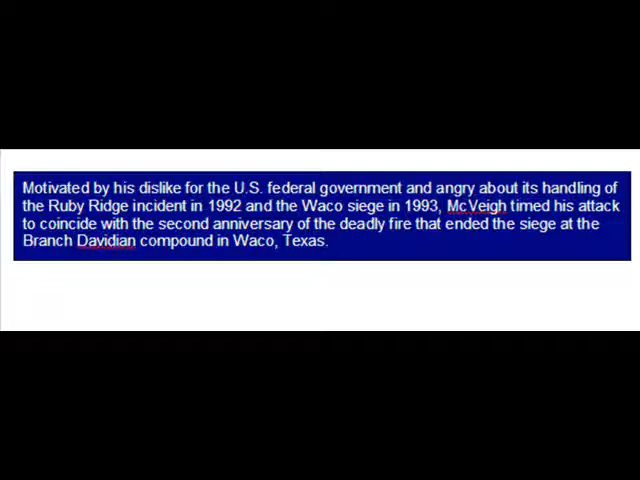 Motivated by his dislike for the U.S. federal government and angry about its handling of
the Ruby Ridge incident in 1992 and the Waco siege in 1993, McVeigh timed his attack
to coincide with the second anniversary of the deadly fire that ended the siege at the
Branch Davidian compound in Waco, Texas.